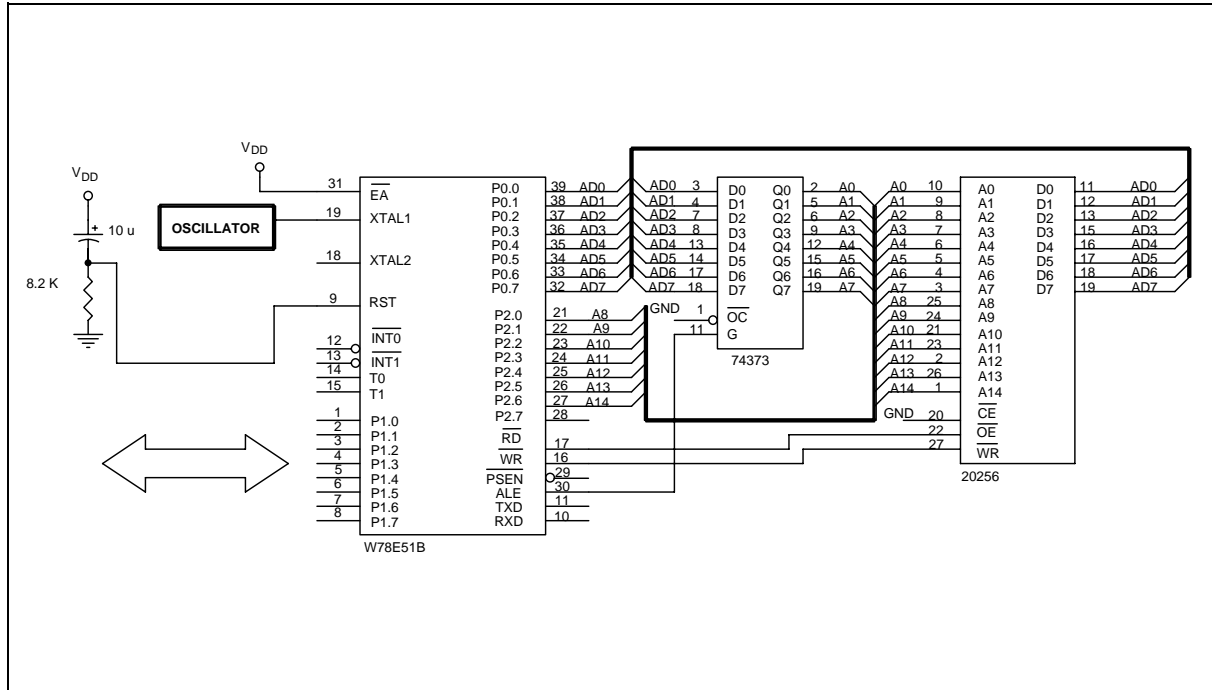 VDD
10 u
8.2 K
VDD
OSCILLATOR
31 EA
19 XTAL1
18 XTAL2
9 RST
12 INT0
13 INT1
14 T0
15 T1
1 P1.0
2 P1.1
3 P1.2
4 P1.3
5 P1.4
6 P1.5
7 P1.6
8 P1.7
P0.0 39 AD0
P0.1 38 AD1
P0.2 37 AD2
P0.3 36 AD3
P0.4 35 AD4
P0.5 34 AD5
P0.6 33 AD6
P0.7 32 AD7
P2.0 21 A8
P2.1 22 A9
P2.2 23 A10
P2.3 24 A11
P2.4 25 A12
P2.5 26 A13
P2.6 27 A14
P2.7 28
RD 17
WR 16
PSEN 29
ALE 30
TXD 11
RXD 10
W78E51B
AD0 3 D0 Q0 2 A0
AD1 4 D1 Q1 5 A1
AD2 7 D2 Q2 6 A2
AD3 8 D3 Q3 9 A3
AD4 13 D4 Q4 12 A4
AD5 14 D5 Q5 15 A5
AD6 17 D6 Q6 16 A6
AD7 18 D7 Q7 19 A7
GND 1 OC
11 G
74373
A0 10 A0 D0 11 AD0
A1 9 A1 D1 12 AD1
A2 8 A2 D2 13 AD2
A3 7 A3 D3 15 AD3
A4 6 A4 D4 16 AD4
A5 5 A5 D5 17 AD5
A6 4 A6 D6 18 AD6
A7 3 A7 D7 19 AD7
A8 25 A8
A9 24 A9
A10 21 A10
A11 23 A11
A12 2 A12
A13 26 A13
A14 1 A14
GND 20 CE
22 OE
27 WR
20256